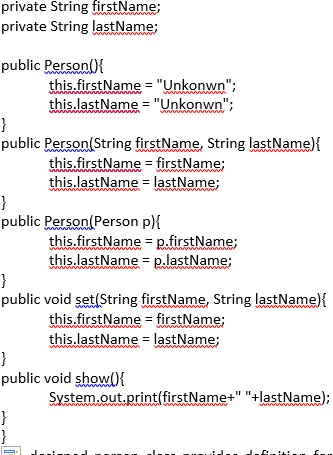 private String firstName;
private String lastName;
public Person(){
this.firstName = "Unkonwn";
this.lastName = "Unkonwn";
}
public Person(String firstName, String lastName){
this.firstName = firstName;
this.lastName = lastName;
}
public Person(Person p){
this.firstName = p.firstName;
this.lastName = p.lastName;
}
public void set(String firstName, String lastName){
this.firstName = firstName;
this.lastName = lastName;
}
public void show(){
System.out.print(firstName+" "+lastName);
}
}
designed person class provides definition for